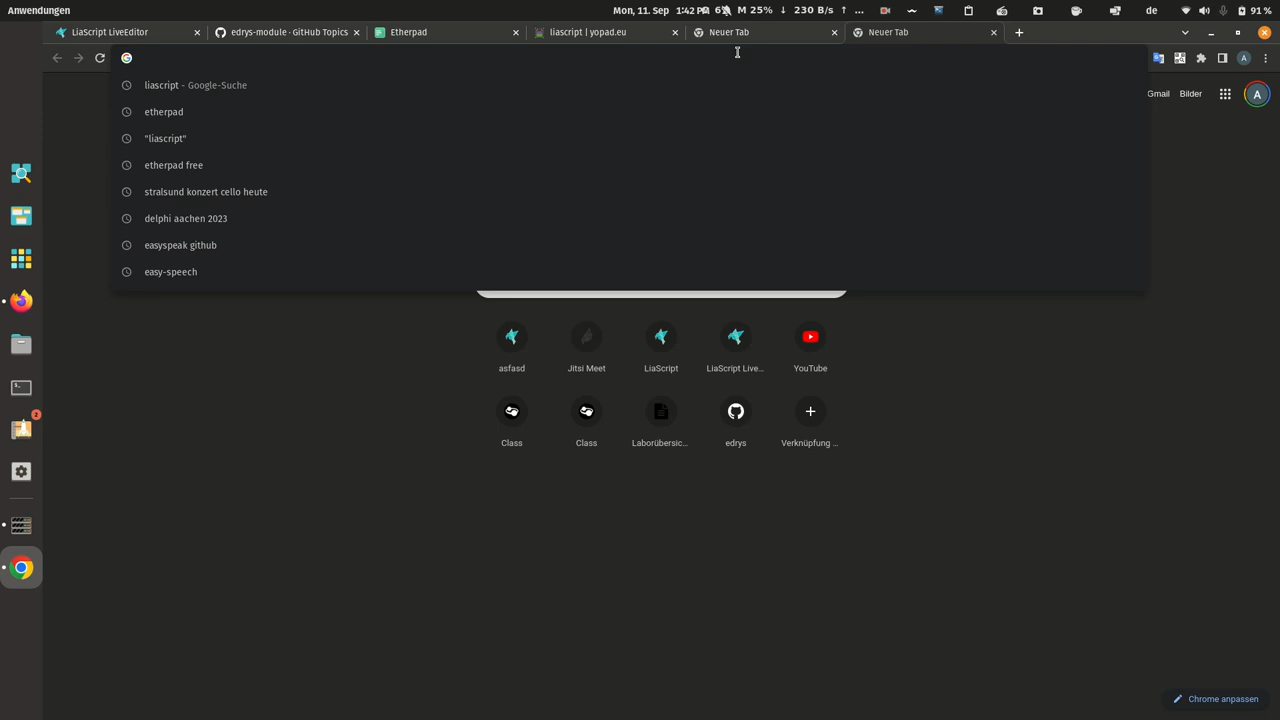 Anwendungen
Mon, 11. Sep 1:42 PM 6% M 25% ↓ 230 B/s ↑ ... de 91 %
LiaScript LiveEditor
edrys-module · GitHub Topics
Etherpad
liascript | yopad.eu
Neuer Tab
Neuer Tab
liascript - Google-Suche
etherpad
"liascript"
etherpad free
stralsund konzert cello heute
delphi aachen 2023
easyspeak github
easy-speech
A
Gmail Bilder A
asfasd Jitsi Meet LiaScript LiaScript Live... YouTube
Class Class Laborübersic... edrys Verknüpfung ...
2
Chrome anpassen